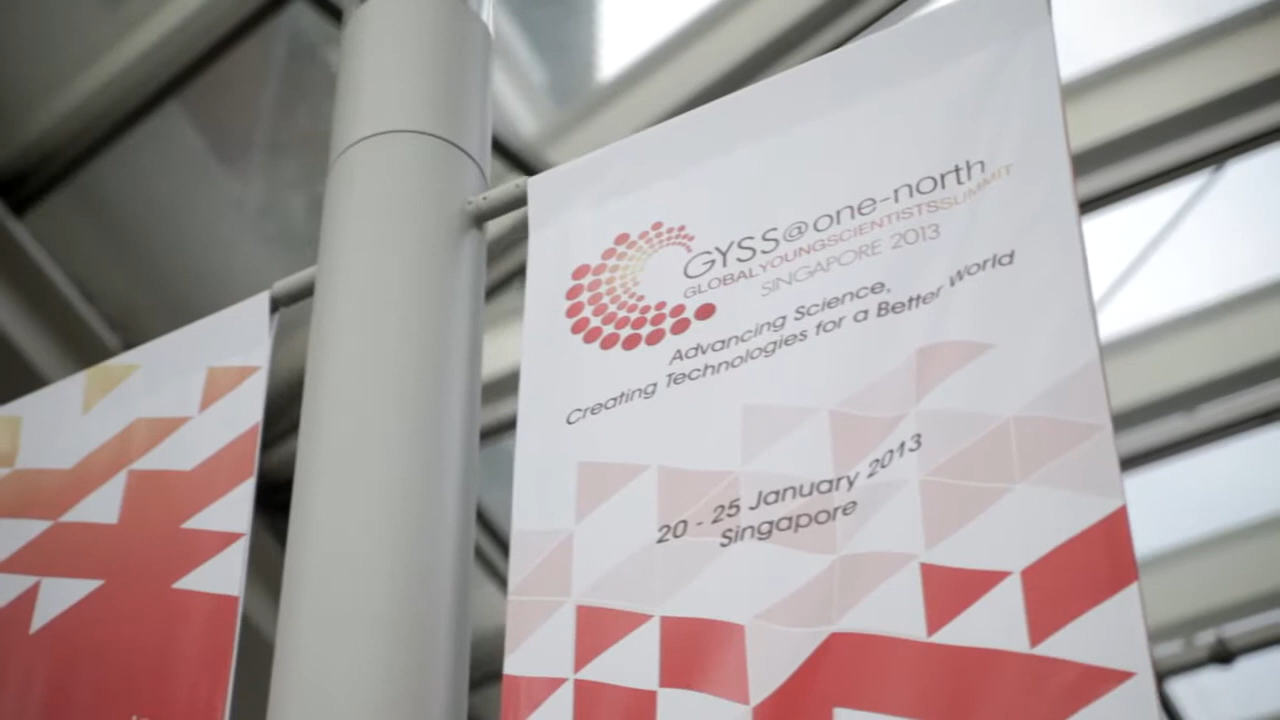 GYSS@one-north
GLOBALYOUNGSCIENTISTSSUMMIT
SINGAPORE 2013
Advancing Science,
Creating Technologies for a Better World
20 - 25 January 2013
Singapore